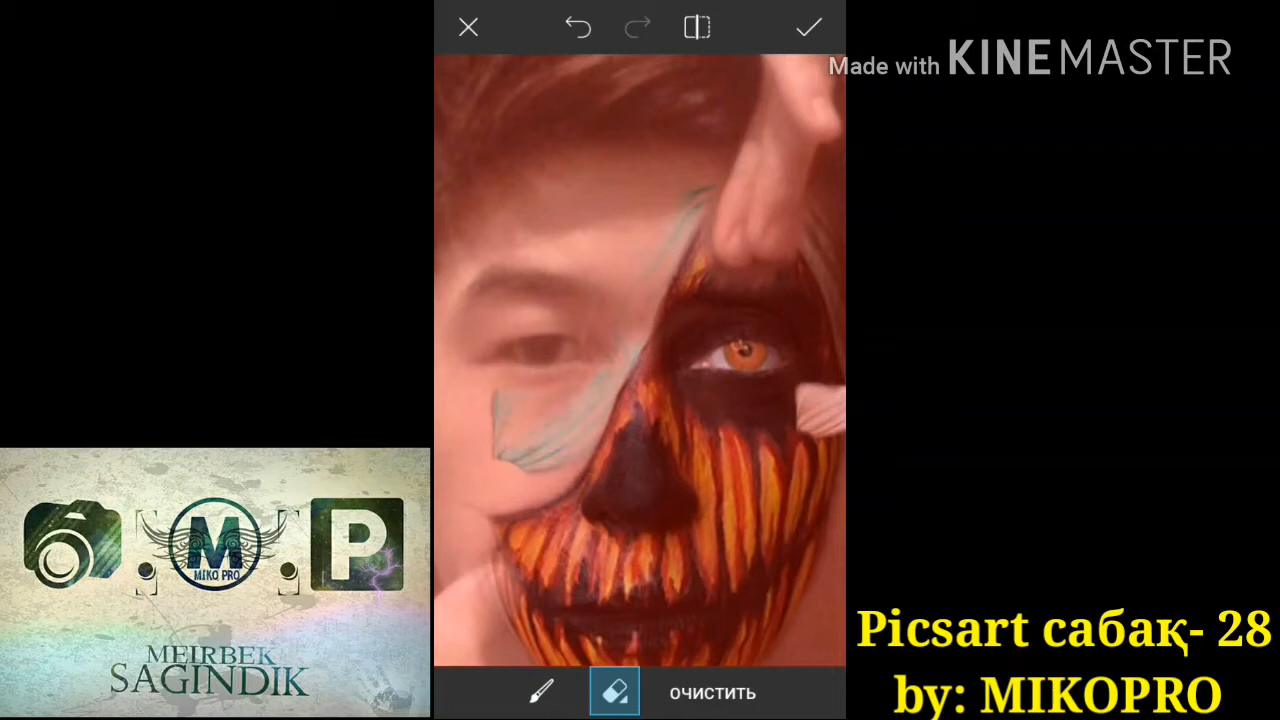 Made with KINEMASTER
M
MIKO PRO
P
MEIRBEK
SAGINDIK
ОЧИСТИТЬ
Picsart сабақ- 28
by: MIKOPRO